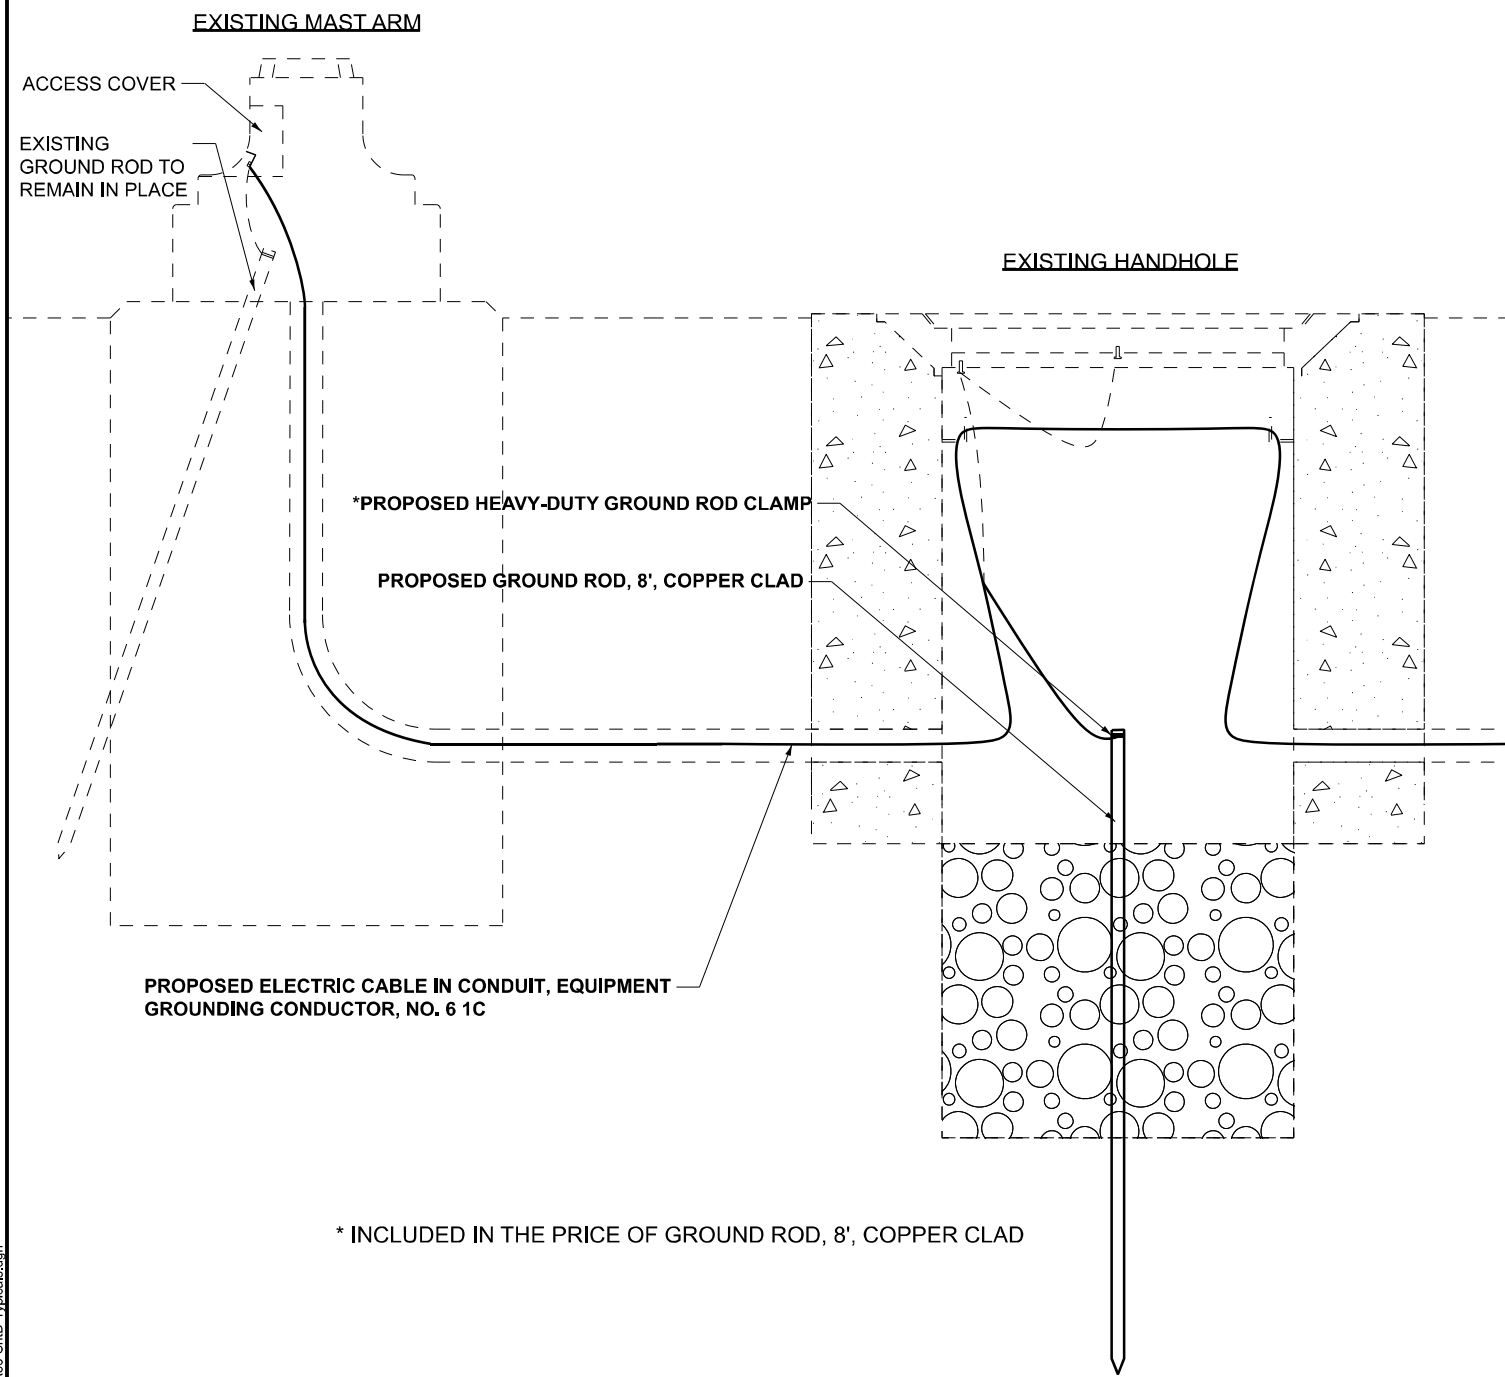 EXISTING MAST ARM
ACCESS COVER
EXISTING
GROUND ROD TO
REMAIN IN PLACE
EXISTING HANDHOLE
*PROPOSED HEAVY-DUTY GROUND ROD CLAMP
PROPOSED GROUND ROD, 8', COPPER CLAD
PROPOSED ELECTRIC CABLE IN CONDUIT, EQUIPMENT
GROUNDING CONDUCTOR, NO. 6 1C
* INCLUDED IN THE PRICE OF GROUND ROD, 8', COPPER CLAD